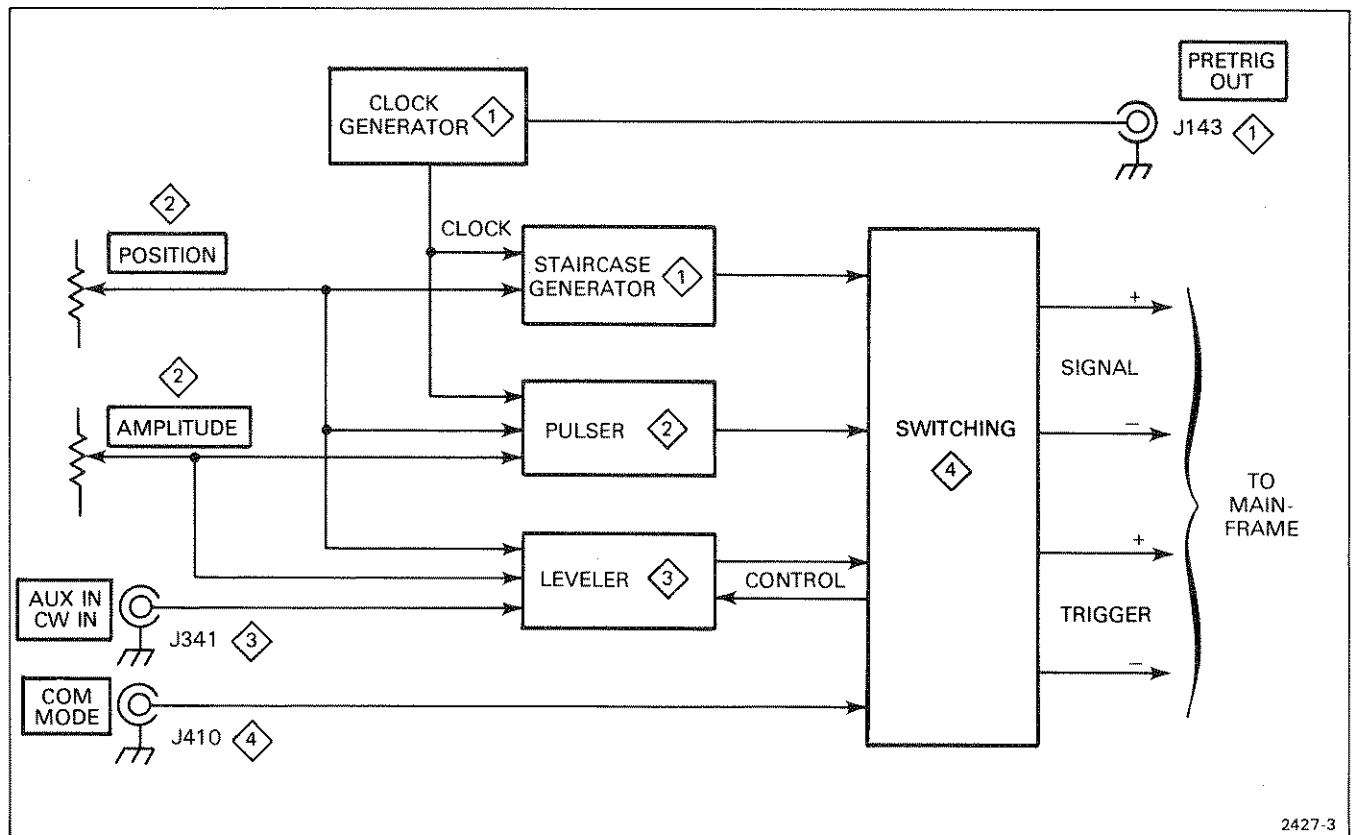 PRETRIG
OUT
CLOCK
GENERATOR
1
J143
1
2
POSITION
CLOCK
STAIRCASE
GENERATOR
1
+
SIGNAL
2
AMPLITUDE
PULSER
2
–
SWITCHING
4
TO
MAIN-
FRAME
+
LEVELER
3
CONTROL
AUX IN
CW IN
J341
3
TRIGGER
–
COM
MODE
J410
4
2427-3